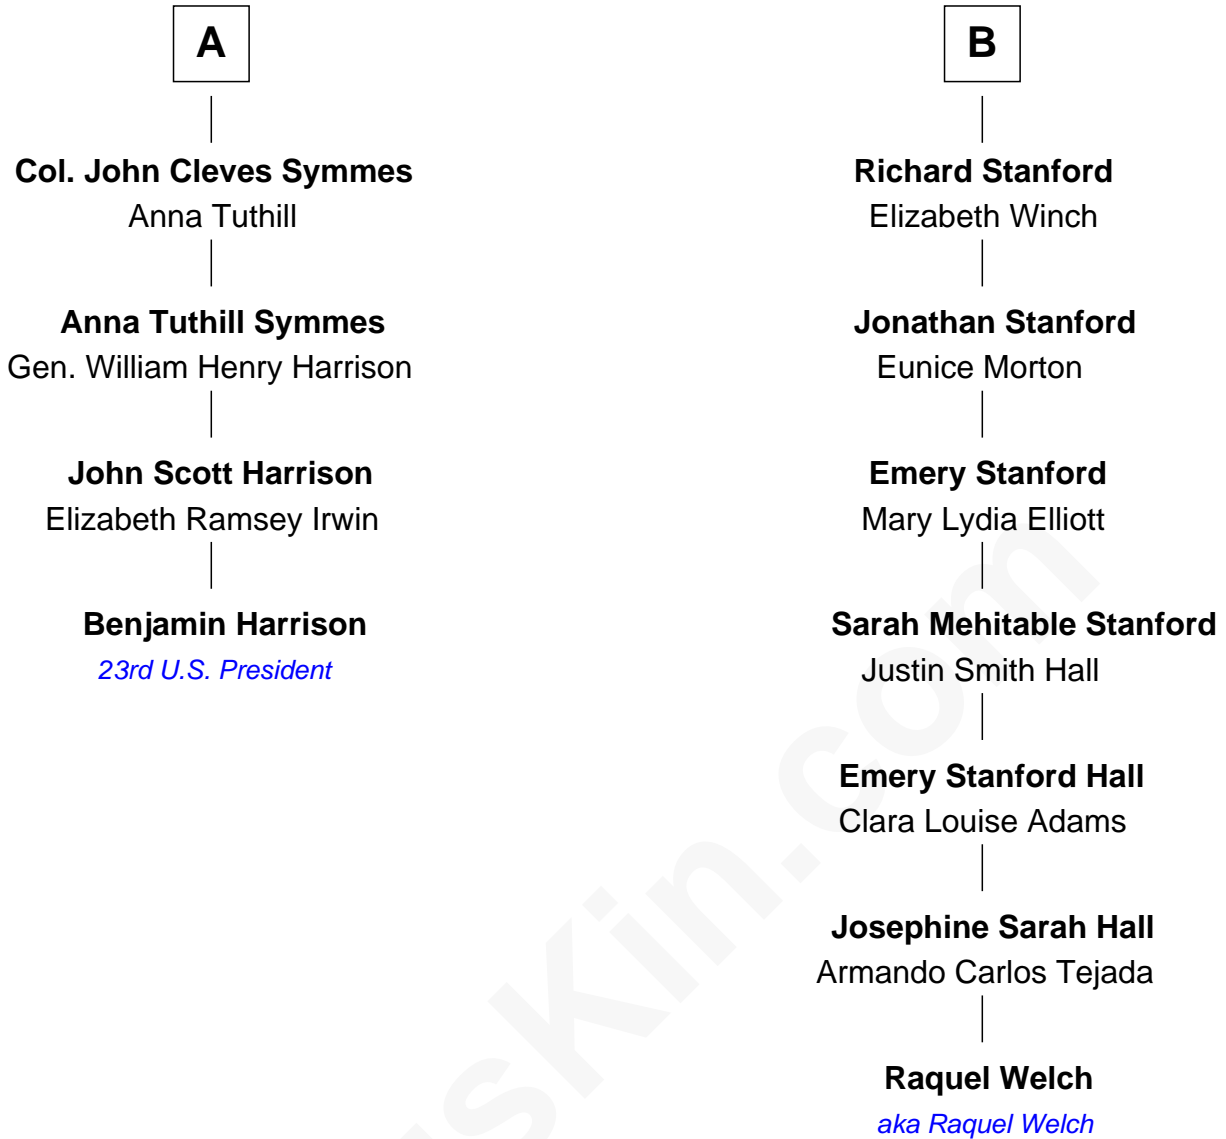 A
Col. John Cleves Symmes
Anna Tuthill
Anna Tuthill Symmes
Gen. William Henry Harrison
John Scott Harrison
Elizabeth Ramsey Irwin
Benjamin Harrison
23rd U.S. President
B
Richard Stanford
Elizabeth Winch
Jonathan Stanford
Eunice Morton
Emery Stanford
Mary Lydia Elliott
Sarah Mehitable Stanford
Justin Smith Hall
Emery Stanford Hall
Clara Louise Adams
Josephine Sarah Hall
Armando Carlos Tejada
Raquel Welch
aka Raquel Welch
sKin.com